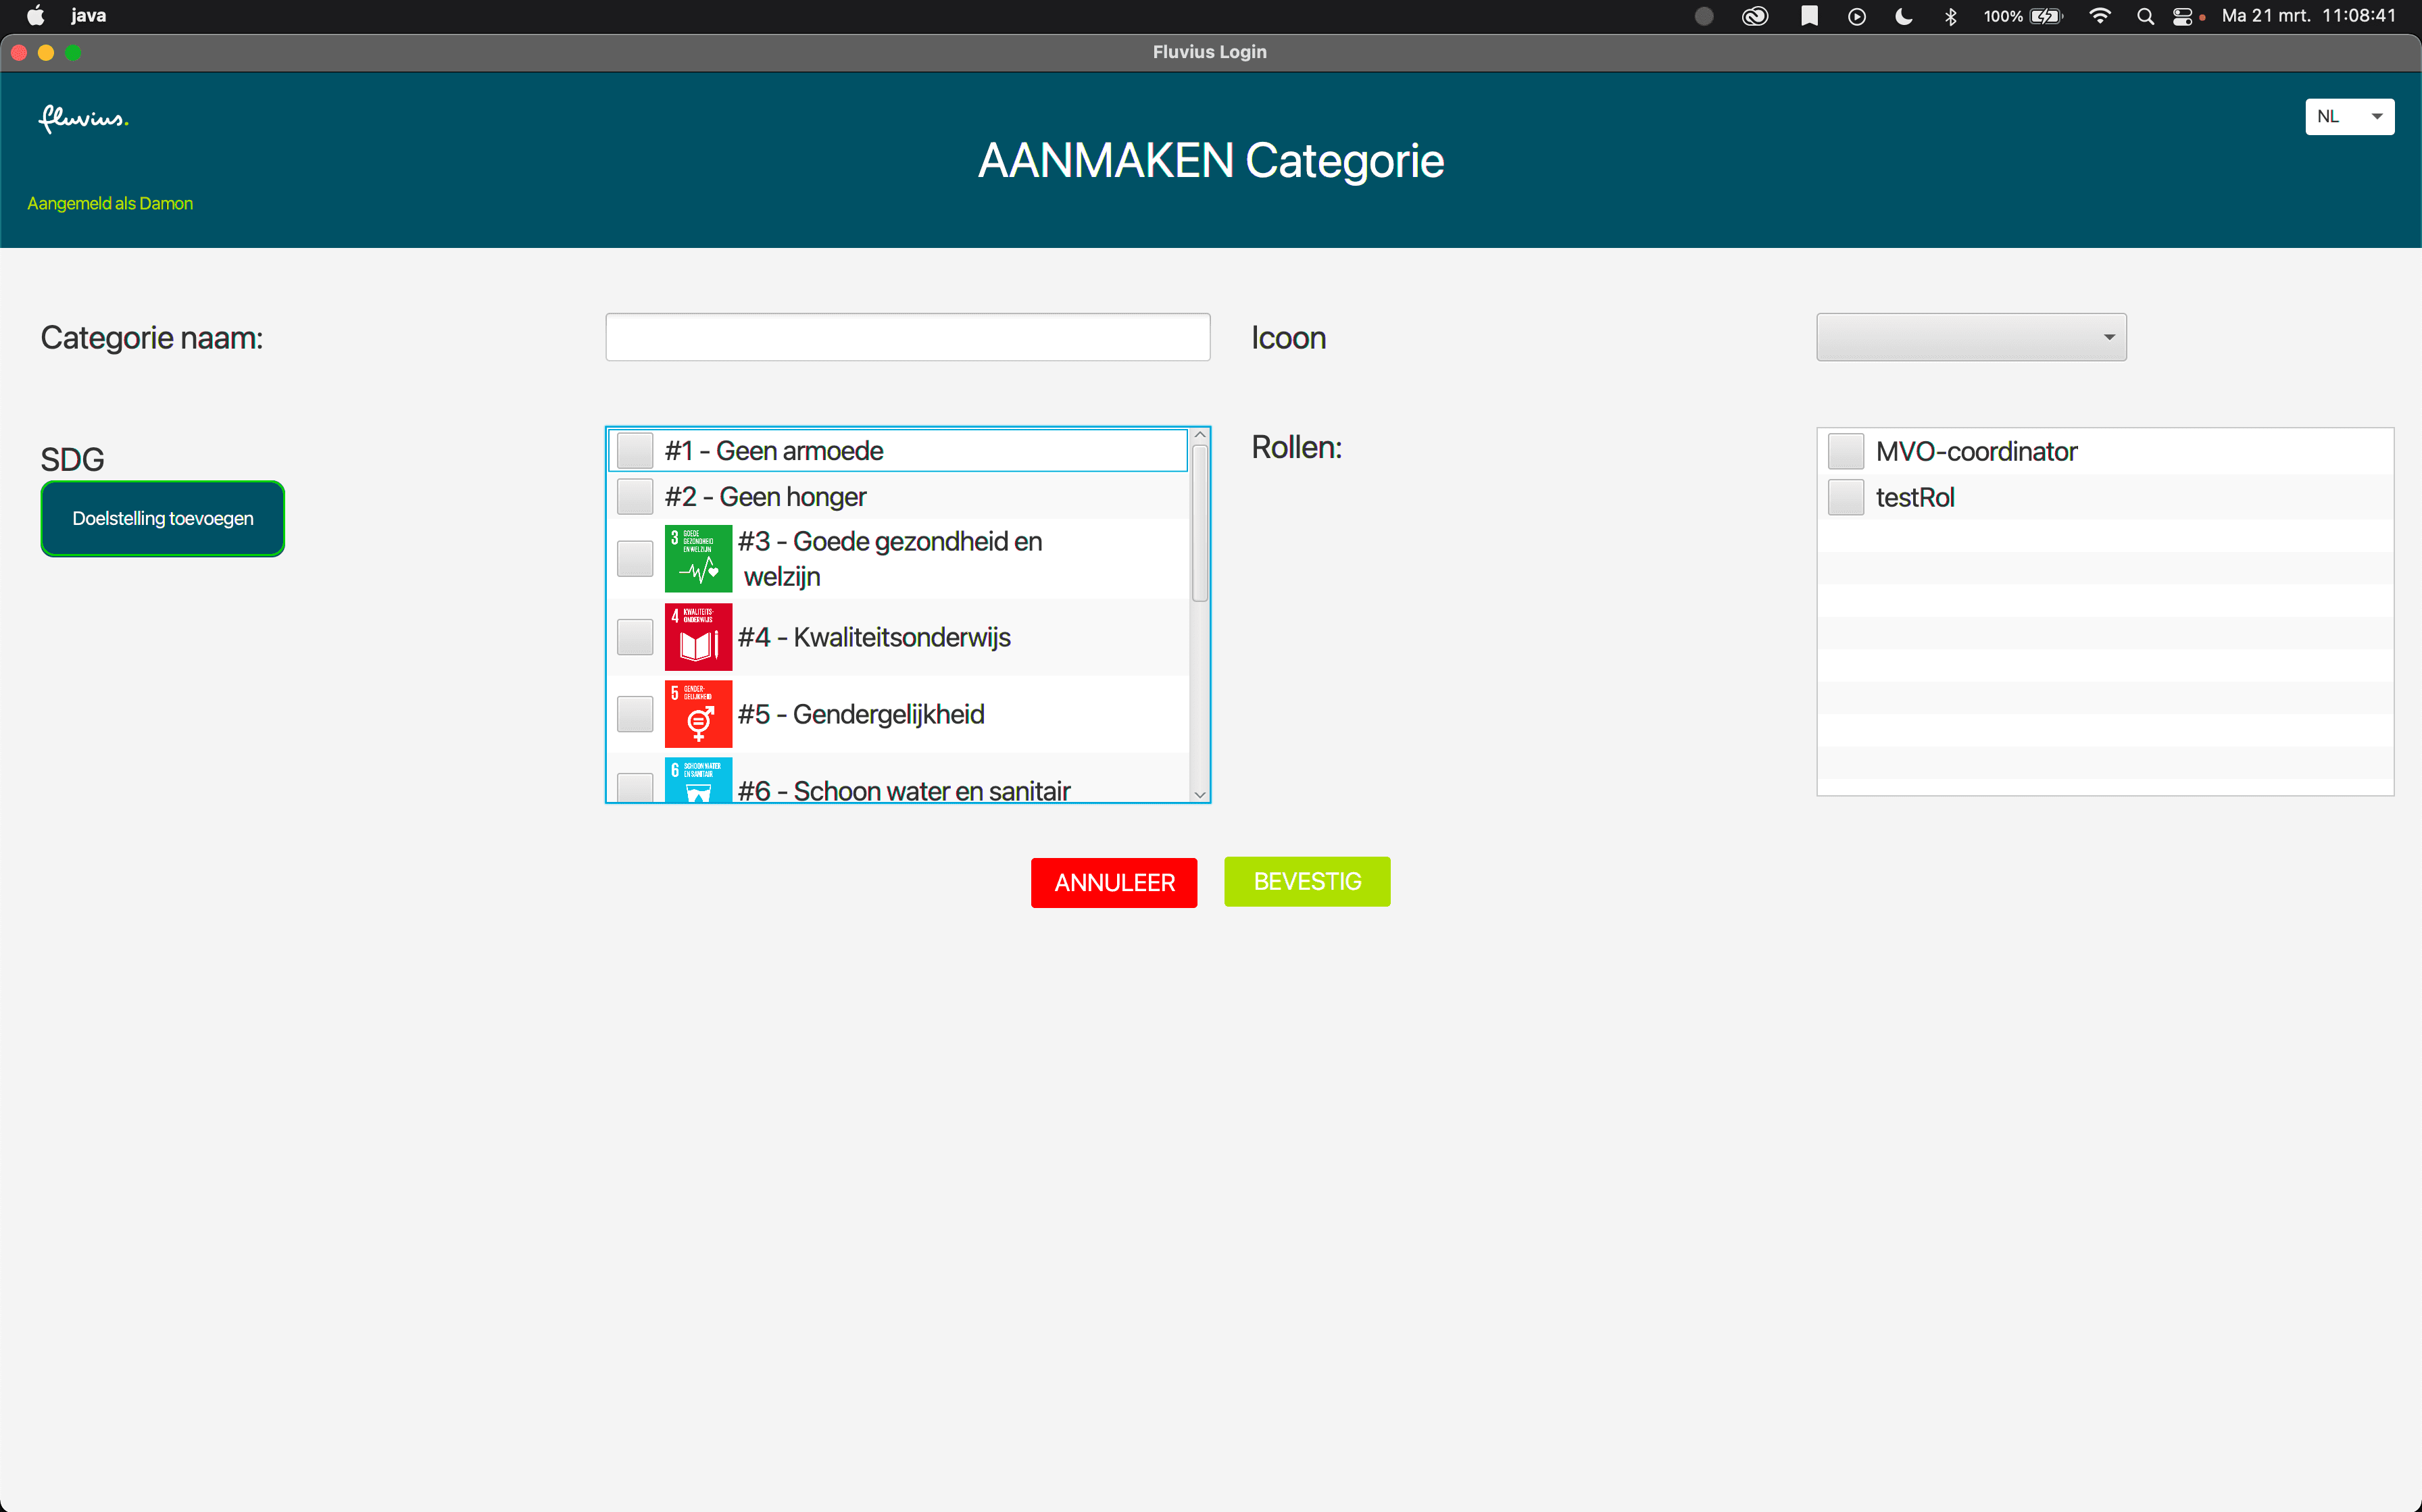 java
100%
Ma 21 mrt. 11:08:41
Fluvius Login
fluvius.
NL
AANMAKEN Categorie
Aangemeld als Damon
Categorie naam:
Icoon
SDG
Doelstelling toevoegen
#1 - Geen armoede
#2 - Geen honger
3 GOEDE
GEZONDHEID
EN WELZIJN
#3 - Goede gezondheid en
welzijn
4 KWALITEITS-
ONDERWIJS
#4 - Kwaliteitsonderwijs
5 GENDER-
GELIJKHEID
#5 - Gendergelijkheid
6 SCHOON WATER
EN SANITAIR
#6 - Schoon water en sanitair
Rollen:
MVO-coordinator
testRol
ANNULEER
BEVESTIG